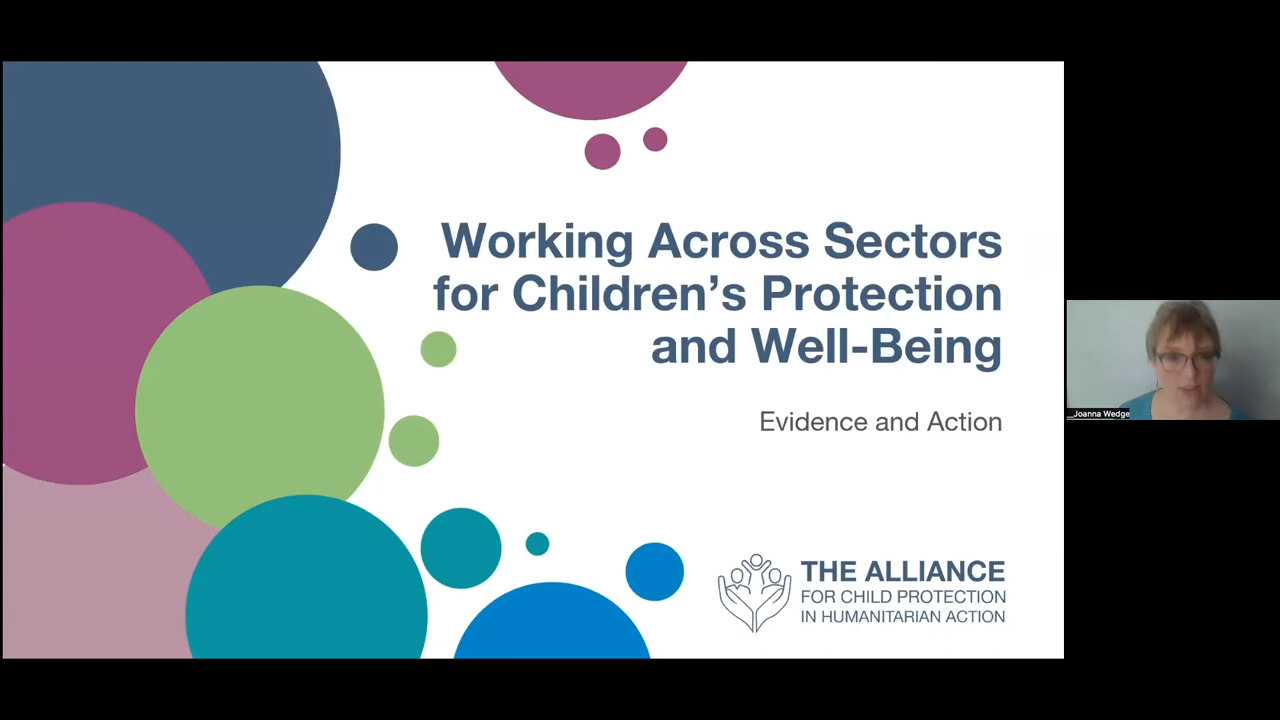 Working Across Sectors
for Children's Protection
and Well-Being
Evidence and Action
THE ALLIANCE
FOR CHILD PROTECTION
IN HUMANITARIAN ACTION
__Joanna Wedge